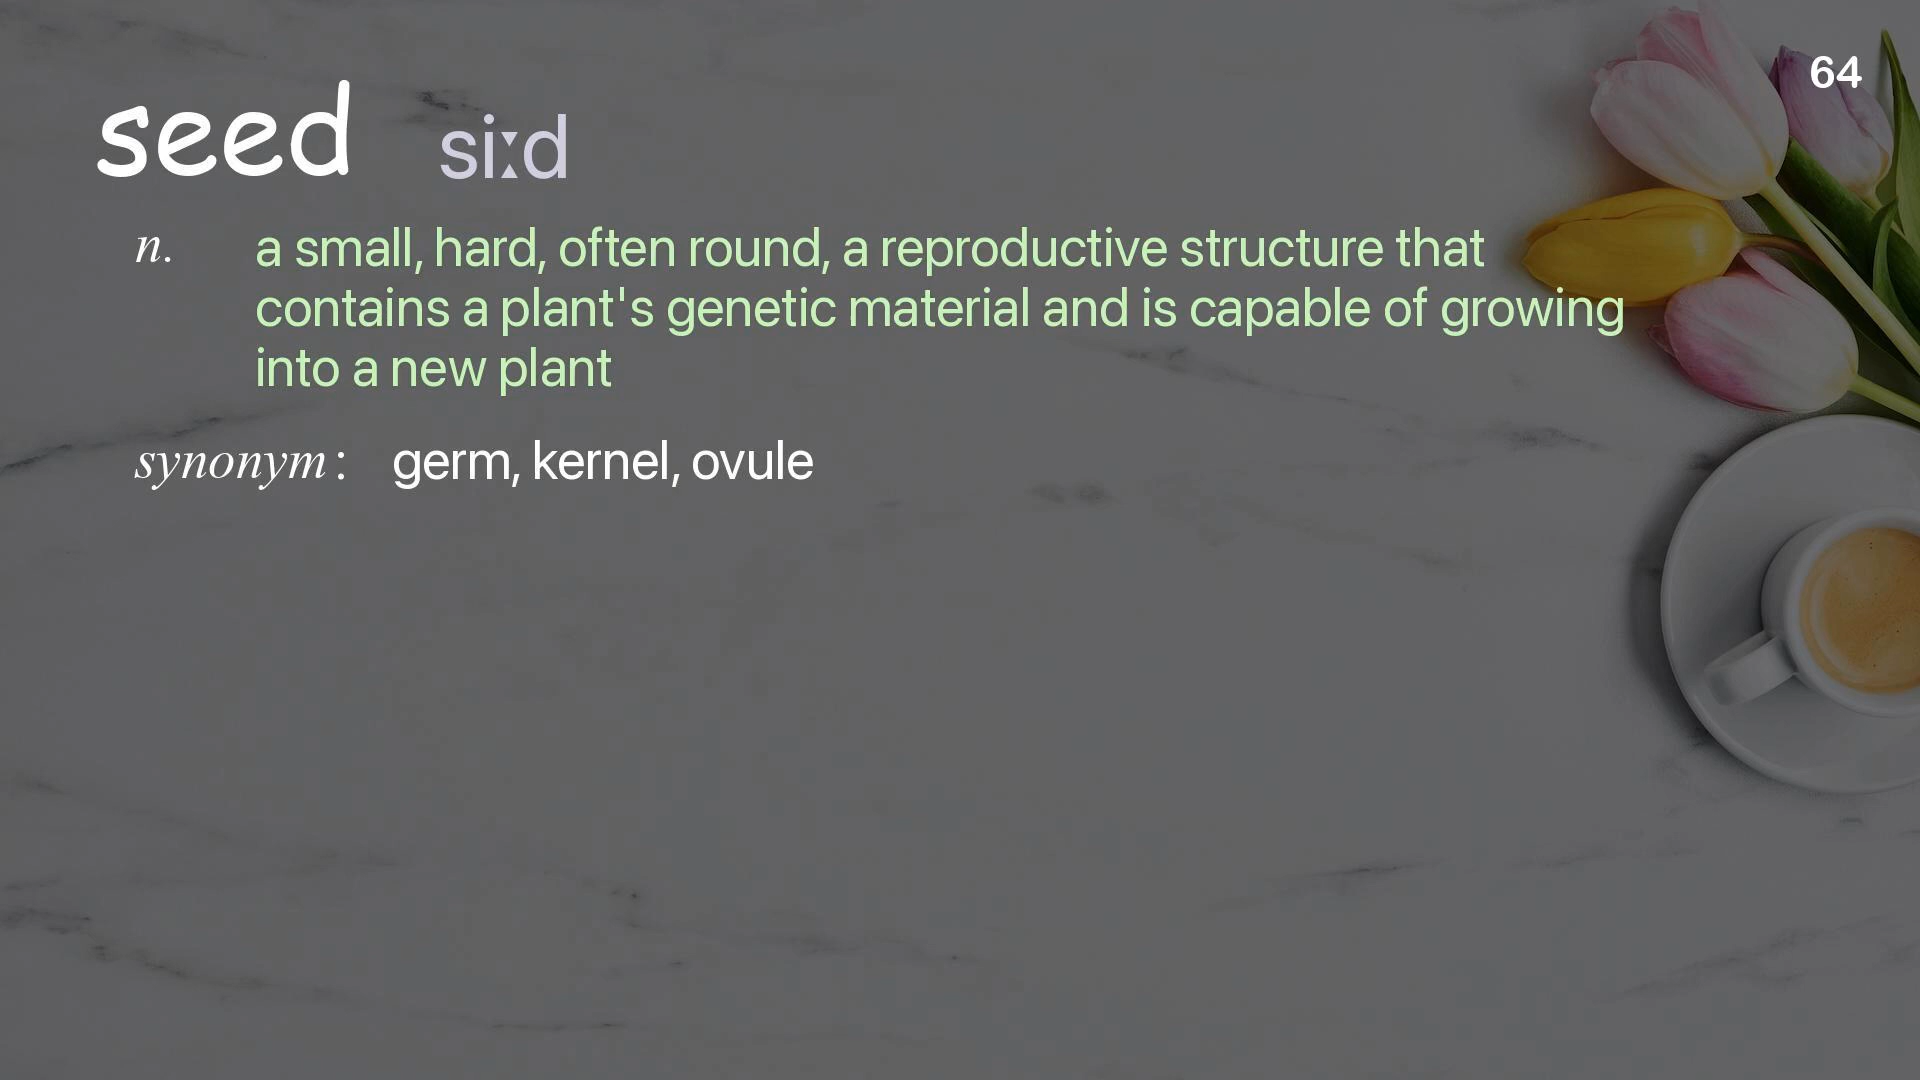 64
seed siːd
n. a small, hard, often round, a reproductive structure that
contains a plant's genetic material and is capable of growing
into a new plant
synonym: germ, kernel, ovule